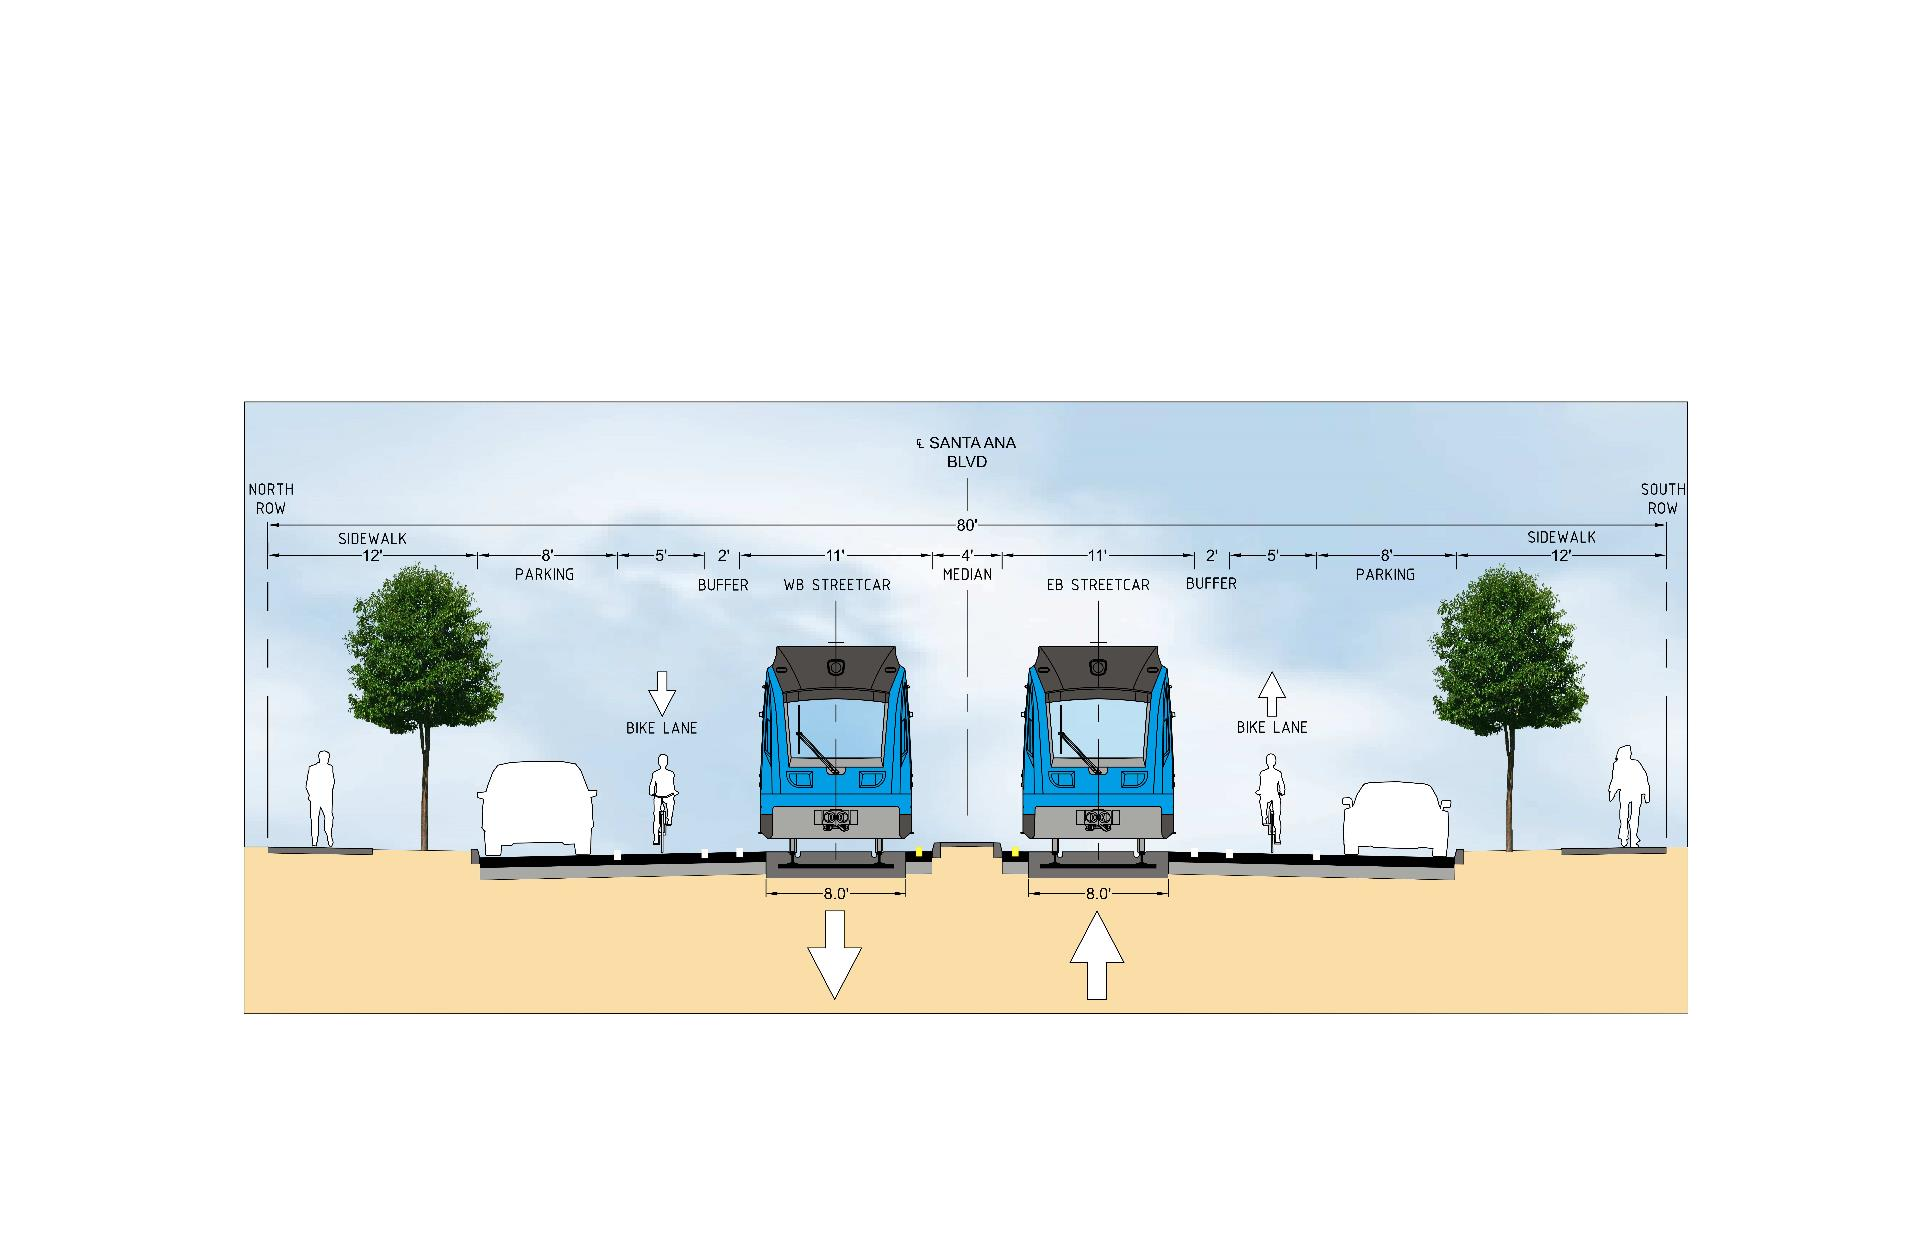 ℄ SANTA ANA
BLVD
NORTH
ROW
SOUTH
ROW
80'
SIDEWALK
SIDEWALK
12'
8'
5'
2'
11'
4'
11'
2'
5'
8'
12'
PARKING
BUFFER
WB STREETCAR
MEDIAN
EB STREETCAR
BUFFER
PARKING
BIKE LANE
BIKE LANE
8.0'
8.0'